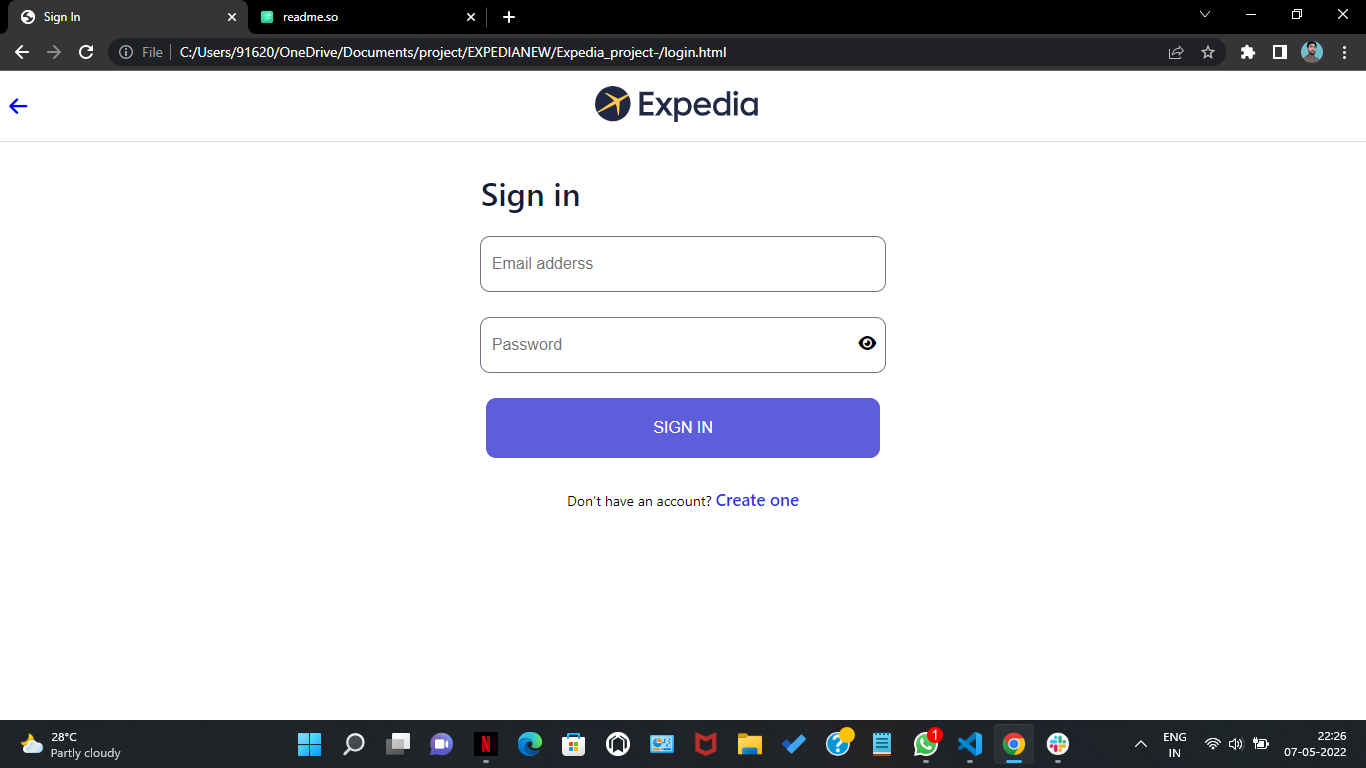 Sign In
readme.so
File
C:/Users/91620/OneDrive/Documents/project/EXPEDIANEW/Expedia_project-/login.html
Expedia
Sign in
Email adderss
Password
SIGN IN
Don't have an account? Create one
28°C
Partly cloudy
N
1
ENG
IN
22:26
07-05-2022